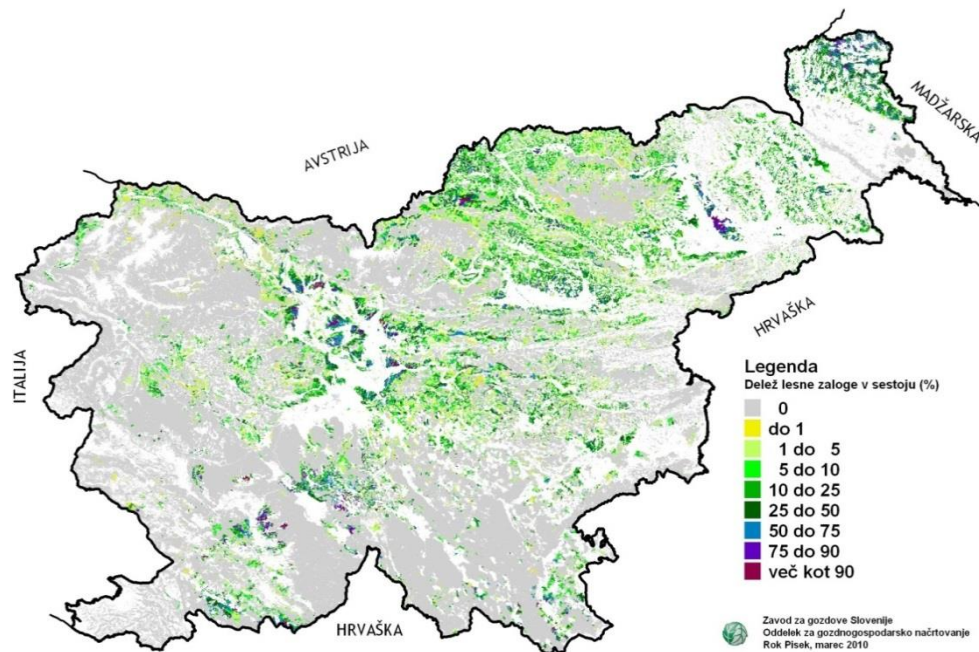 AVSTRIJA
MADŽARSKA
HRVAŠKA
ITALIJA
HRVAŠKA
Legenda
Delež lesne zaloge v sestoju (%)
0
do 1
1 do 5
5 do 10
10 do 25
25 do 50
50 do 75
75 do 90
več kot 90
Zavod za gozdove Slovenije
Oddelek za gozdnogospodarsko načrtovanje
Rok Pisek, marec 2010